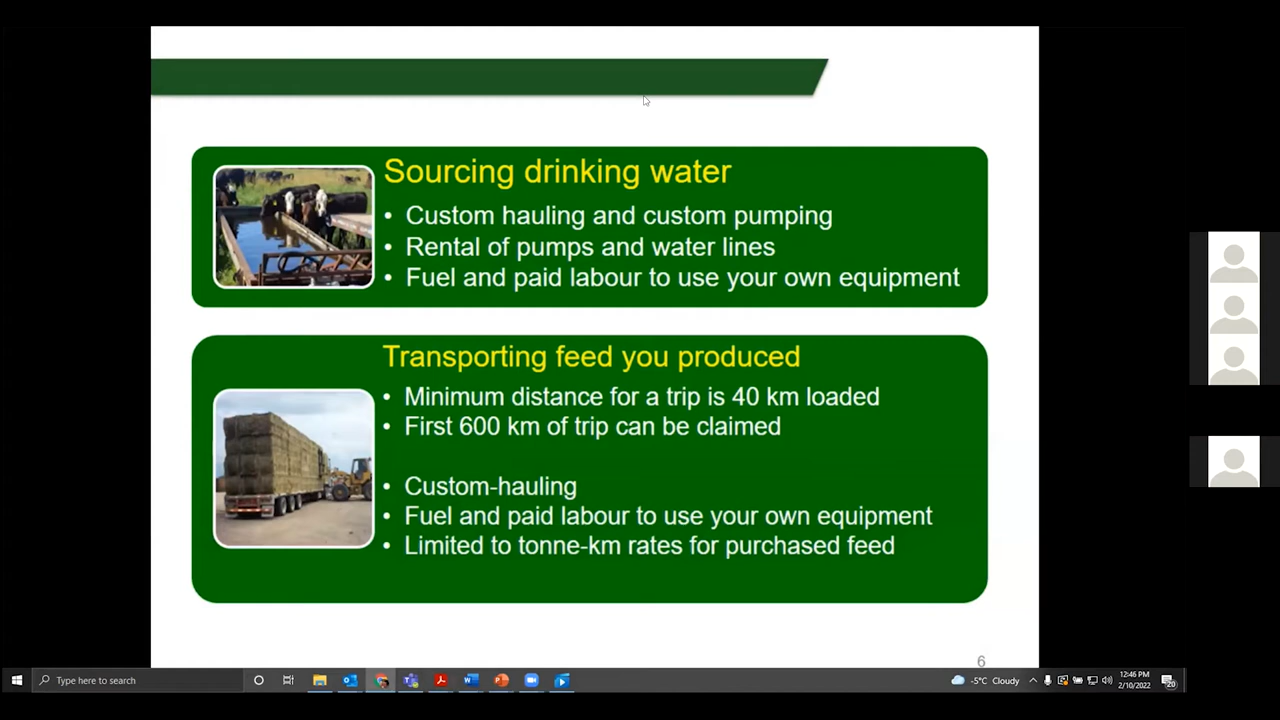 Sourcing drinking water
• Custom hauling and custom pumping
• Rental of pumps and water lines
• Fuel and paid labour to use your own equipment
Transporting feed you produced
• Minimum distance for a trip is 40 km loaded
• First 600 km of trip can be claimed
• Custom-hauling
• Fuel and paid labour to use your own equipment
• Limited to tonne-km rates for purchased feed
6
Type here to search
-5°C Cloudy
12:46 PM
2/10/2022
20